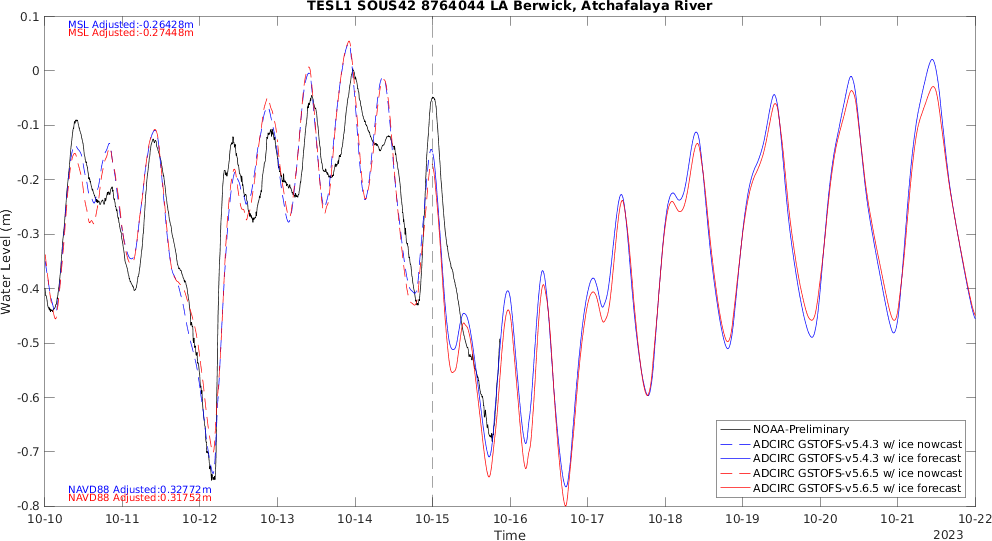 TESL1 SOUS42 8764044 LA Berwick, Atchafalaya River
MSL Adjusted:-0.26428m
MSL Adjusted:-0.27448m
0.1
0
-0.1
-0.2
-0.3
-0.4
-0.5
-0.6
-0.7
-0.8
Water Level (m)
NOAA-Preliminary
ADCIRC GSTOFS-v5.4.3 w/ ice nowcast
ADCIRC GSTOFS-v5.4.3 w/ ice forecast
ADCIRC GSTOFS-v5.6.5 w/ ice nowcast
ADCIRC GSTOFS-v5.6.5 w/ ice forecast
NAVD88 Adjusted:0.32772m
NAVD88 Adjusted:0.31752m
10-10 10-11 10-12 10-13 10-14 10-15 10-16 10-17 10-18 10-19 10-20 10-21 10-22
Time
2023